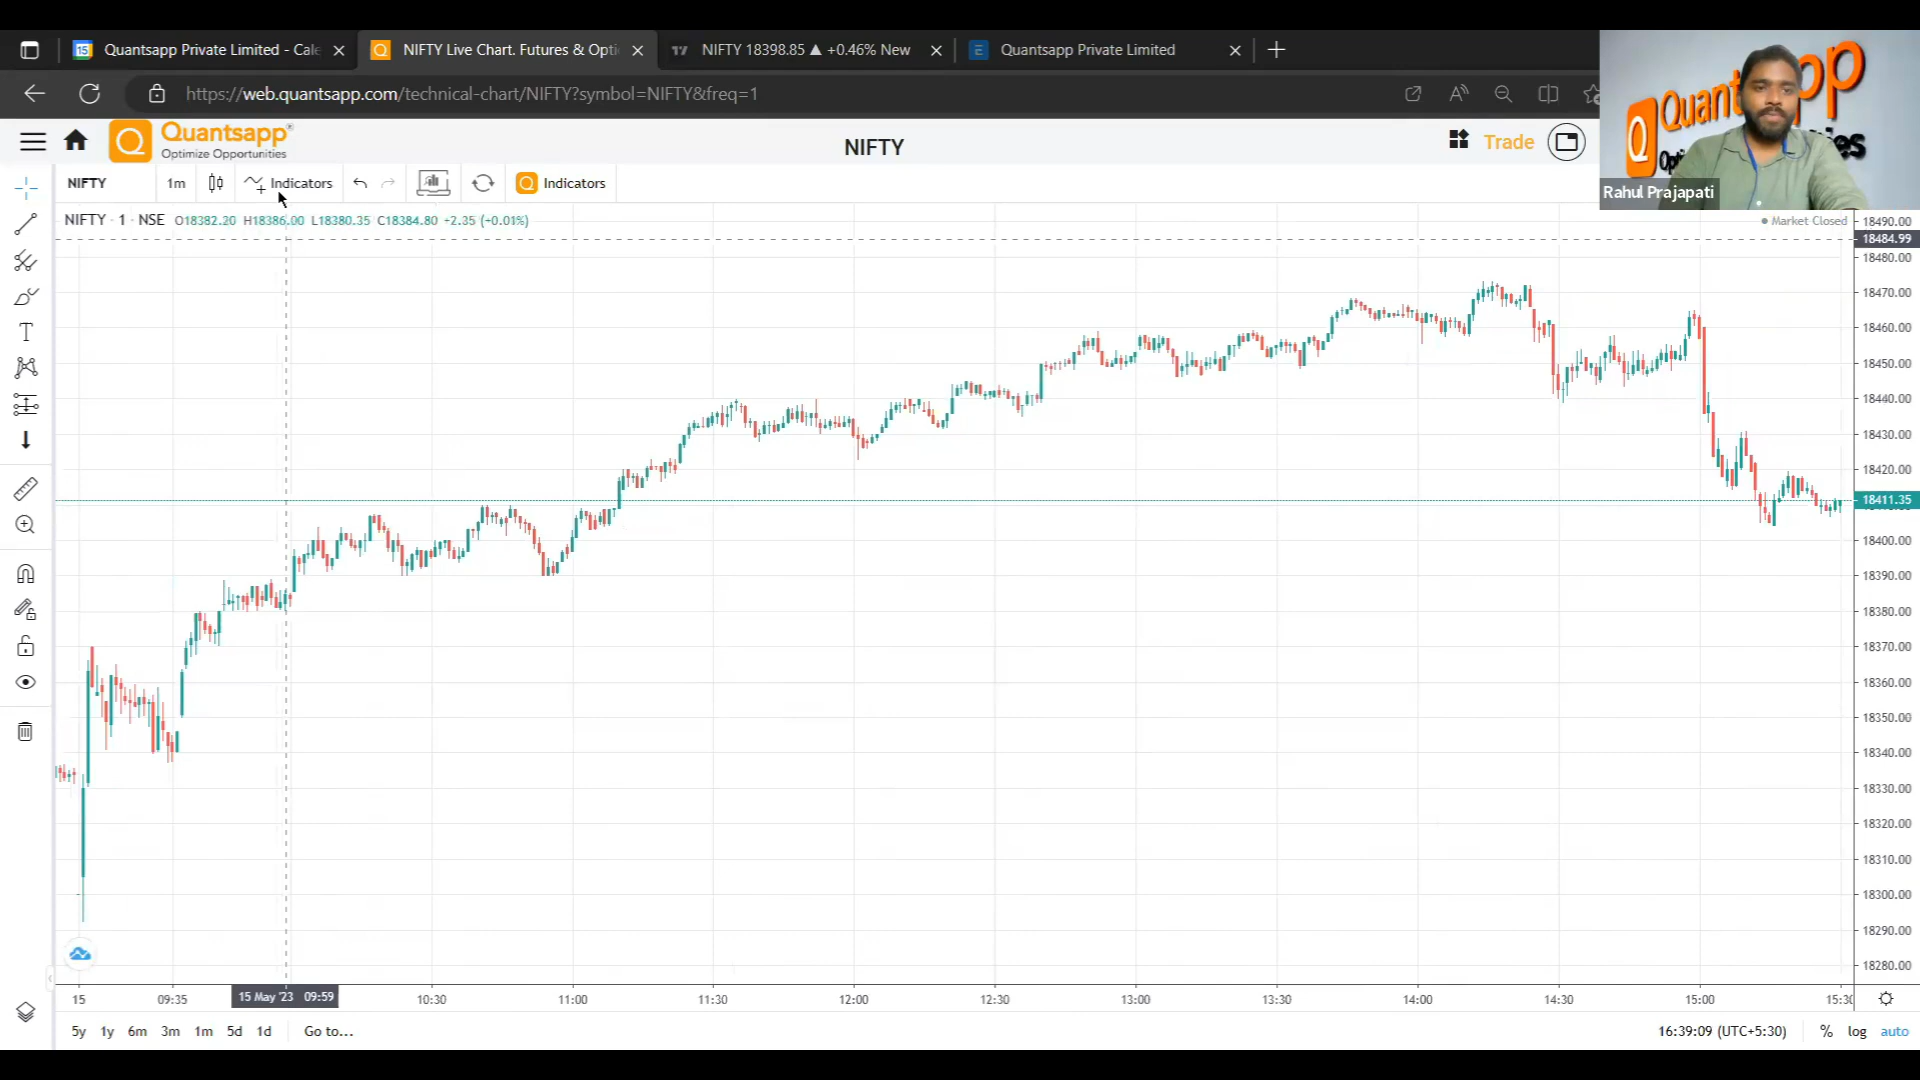 Quantsapp Private Limited - Cale
NIFTY Live Chart. Futures & Opti
NIFTY 18398.85 ▲ +0.46% New
Quantsapp Private Limited
https://web.quantsapp.com/technical-chart/NIFTY?symbol=NIFTY&freq=1
Quantsapp
Optimize Opportunities
NIFTY
Trade
Rahul Prajapati
NIFTY
1m
Indicators
Indicators
NIFTY · 1 · NSE O18382.20 H18386.00 L18380.35 C18384.80 +2.35 (+0.01%)
Market Closed
18490.00
18484.99
18480.00
18470.00
18460.00
18450.00
18440.00
18430.00
18420.00
18411.35
18400.00
18390.00
18380.00
18370.00
18360.00
18350.00
18340.00
18330.00
18320.00
18310.00
18300.00
18290.00
18280.00
15 09:35 15 May '23 09:59 10:30 11:00 11:30 12:00 12:30 13:00 13:30 14:00 14:30 15:00 15:30
5y 1y 6m 3m 1m 5d 1d Go to...
16:39:09 (UTC+5:30) % log auto